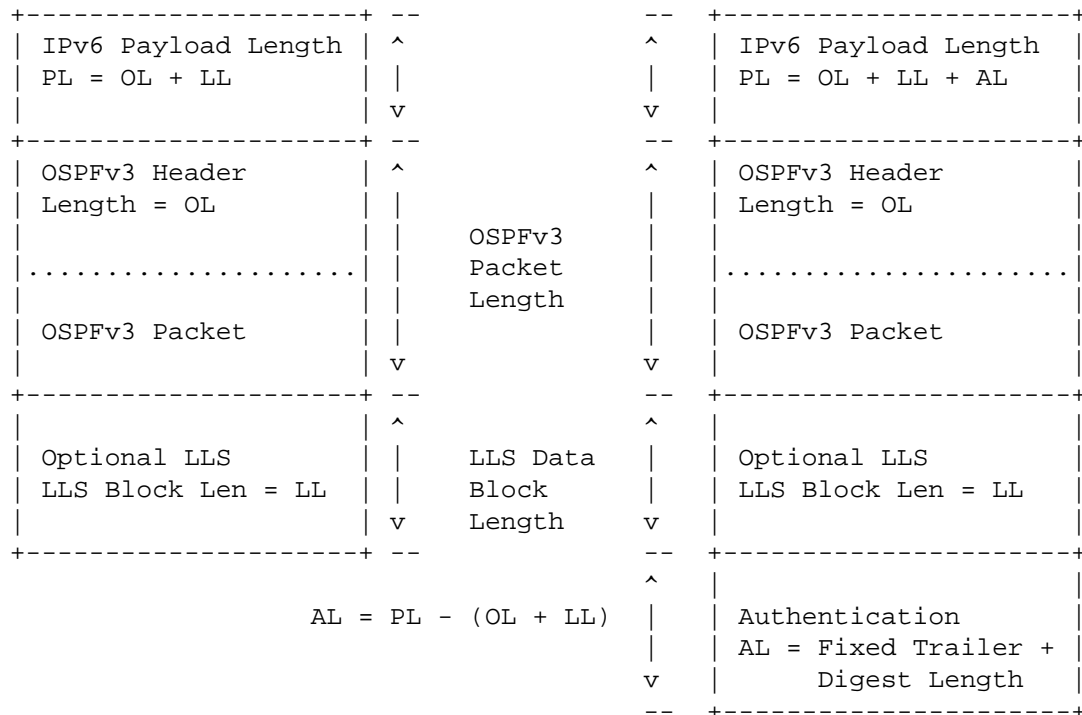 +---------------------+ --              --  +----------------------+
| IPv6 Payload Length | ^               ^   | IPv6 Payload Length  |
| PL = OL + LL        | |               |   | PL = OL + LL + AL    |
|                     | v               v   |                      |
+---------------------+ --              --  +----------------------+
| OSPFv3 Header       | ^               ^   | OSPFv3 Header        |
| Length = OL         | |               |   | Length = OL          |
|                     | |    OSPFv3     |   |                      |
|.....................| |    Packet     |   |......................|
|                     | |    Length     |   |                      |
| OSPFv3 Packet       | |               |   | OSPFv3 Packet        |
|                     | v               v   |                      |
+---------------------+ --              --  +----------------------+
|                     | ^               ^   |                      |
| Optional LLS        | |    LLS Data   |   | Optional LLS         |
| LLS Block Len = LL  | |    Block      |   | LLS Block Len = LL   |
|                     | v    Length     v   |                      |
+---------------------+ --              --  +----------------------+
                                        ^   |                      |
                   AL = PL - (OL + LL)  |   | Authentication       |
                                        |   | AL = Fixed Trailer + |
                                        v   |      Digest Length   |
                                        --  +----------------------+